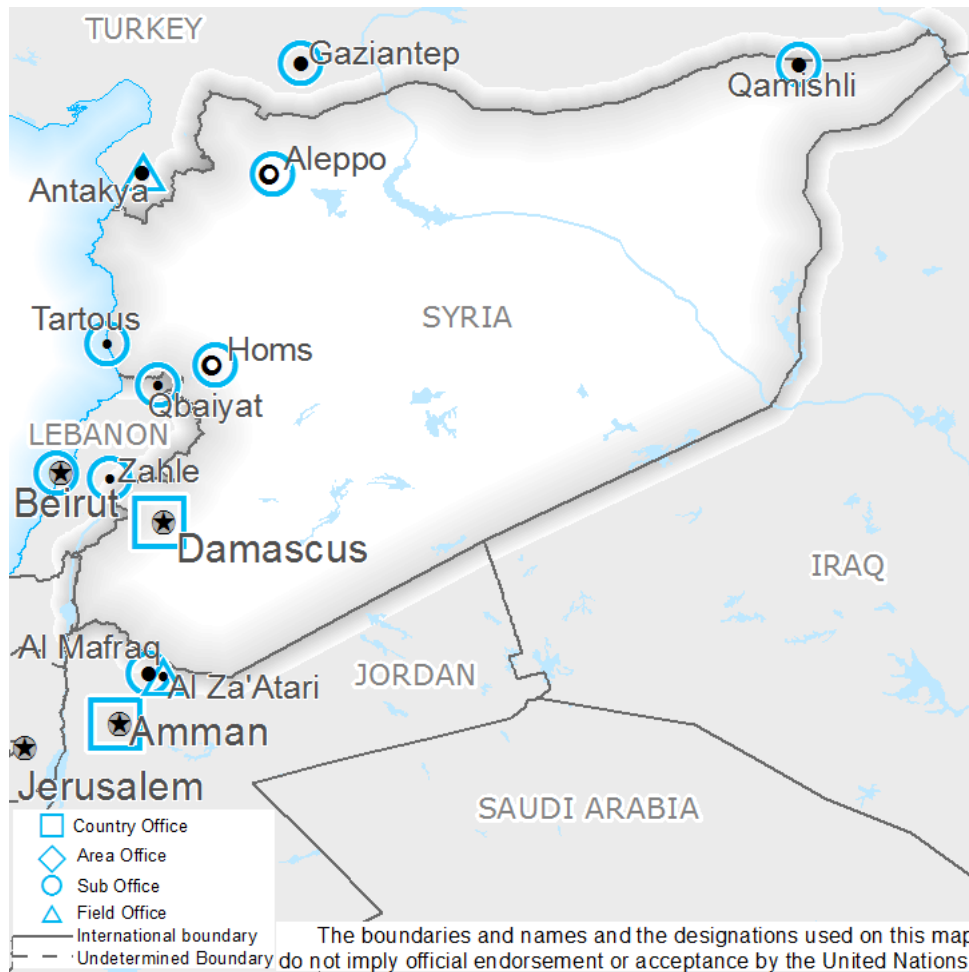 TURKEY
Gaziantep
Qamishli
Aleppo
Antakya
Tartous
SYRIA
Homs
Qbaiyat
LEBANON
Zahle
Beirut
Damascus
IRAQ
Al Mafraq
JORDAN
Al Za'Atari
Amman
Jerusalem
SAUDI ARABIA
Country Office
Area Office
Sub Office
Field Office
International boundary
Undetermined Boundary
The boundaries and names and the designations used on this map
do not imply official endorsement or acceptance by the United Nations